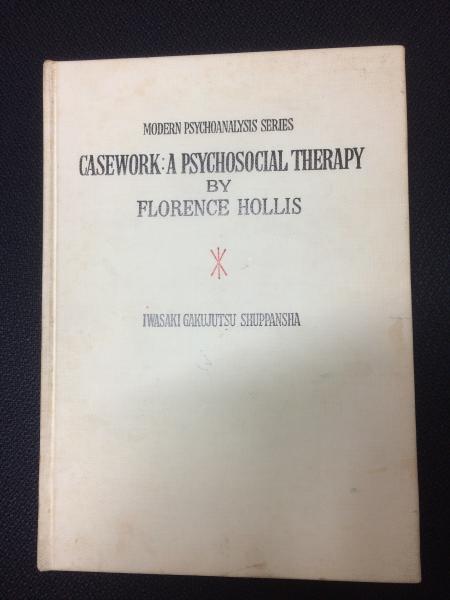 MODERN PSYCHOANALYSIS SERIES
CASEWORK: A PSYCHOSOCIAL THERAPY
BY
FLORENCE HOLLIS
IWASAKI GAKUJUTSU SHUPPANSHA